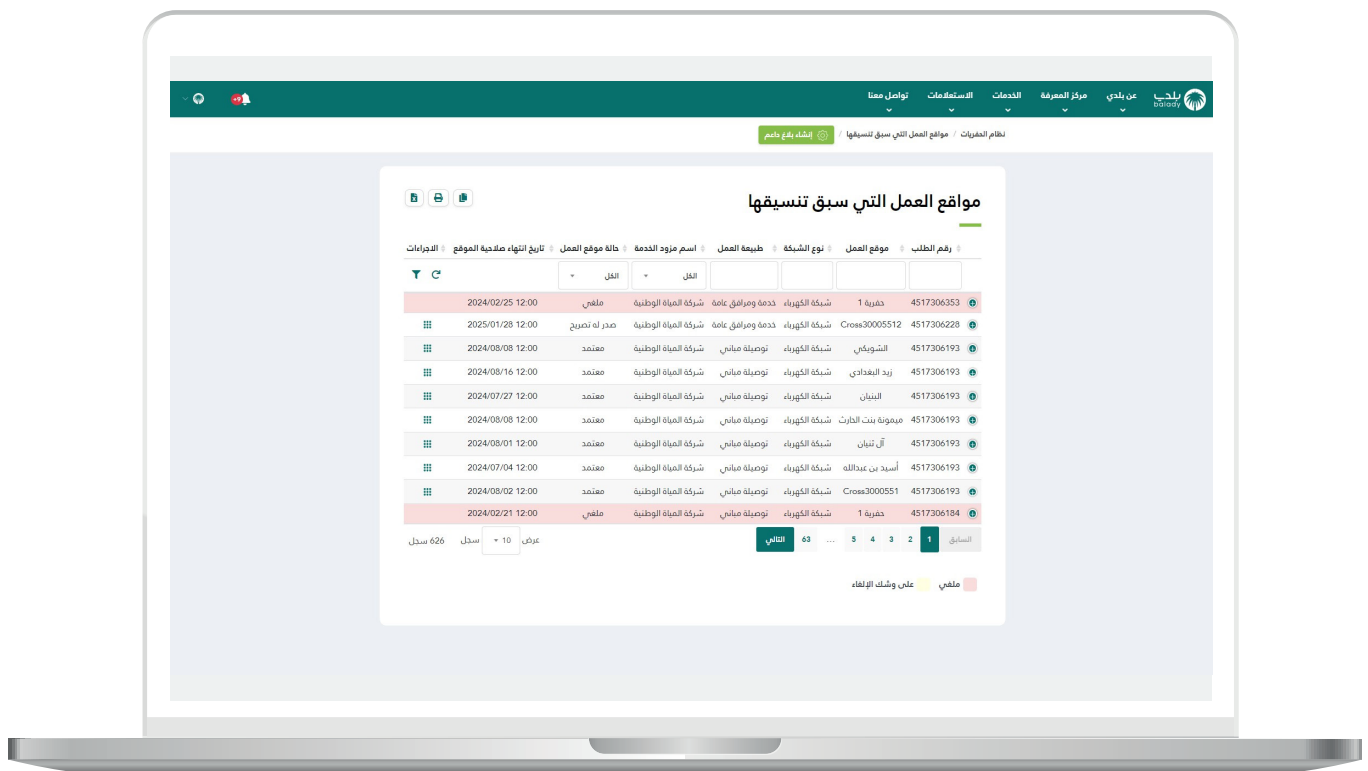 بلدي balady عن بلدي مركز المعرفة الخدمات الاستعلامات تواصل معنا +9
نظام الحفريات / مواقع العمل التي سبق تنسيقها / إنشاء بلاغ داعم
مواقع العمل التي سبق تنسيقها
رقم الطلب موقع العمل نوع الشبكة طبيعة العمل اسم مزود الخدمة حالة موقع العمل تاريخ انتهاء صلاحية الموقع الاجراءات
الكل الكل
4517306353 حفرية 1 شبكة الكهرباء خدمة ومرافق عامة شركة المياة الوطنية ملغي 2024/02/25 12:00
4517306228 Cross30005512 شبكة الكهرباء خدمة ومرافق عامة شركة المياة الوطنية صدر له تصريح 2025/01/28 12:00
4517306193 الشويكي شبكة الكهرباء توصيلة مباني شركة المياة الوطنية معتمد 2024/08/08 12:00
4517306193 زيد البغدادي شبكة الكهرباء توصيلة مباني شركة المياة الوطنية معتمد 2024/08/16 12:00
4517306193 البنيان شبكة الكهرباء توصيلة مباني شركة المياة الوطنية معتمد 2024/07/27 12:00
4517306193 ميمونة بنت الحارث شبكة الكهرباء توصيلة مباني شركة المياة الوطنية معتمد 2024/08/08 12:00
4517306193 آل ثنيان شبكة الكهرباء توصيلة مباني شركة المياة الوطنية معتمد 2024/08/01 12:00
4517306193 أسيد بن عبدالله شبكة الكهرباء توصيلة مباني شركة المياة الوطنية معتمد 2024/07/04 12:00
4517306193 Cross3000551 شبكة الكهرباء توصيلة مباني شركة المياة الوطنية معتمد 2024/08/02 12:00
4517306184 حفرية 1 شبكة الكهرباء توصيلة مباني شركة المياة الوطنية ملغي 2024/02/21 12:00
السابق 1 2 3 4 5 ... 63 التالي عرض 10 سجل 626 سجل
ملغي على وشك الإلغاء